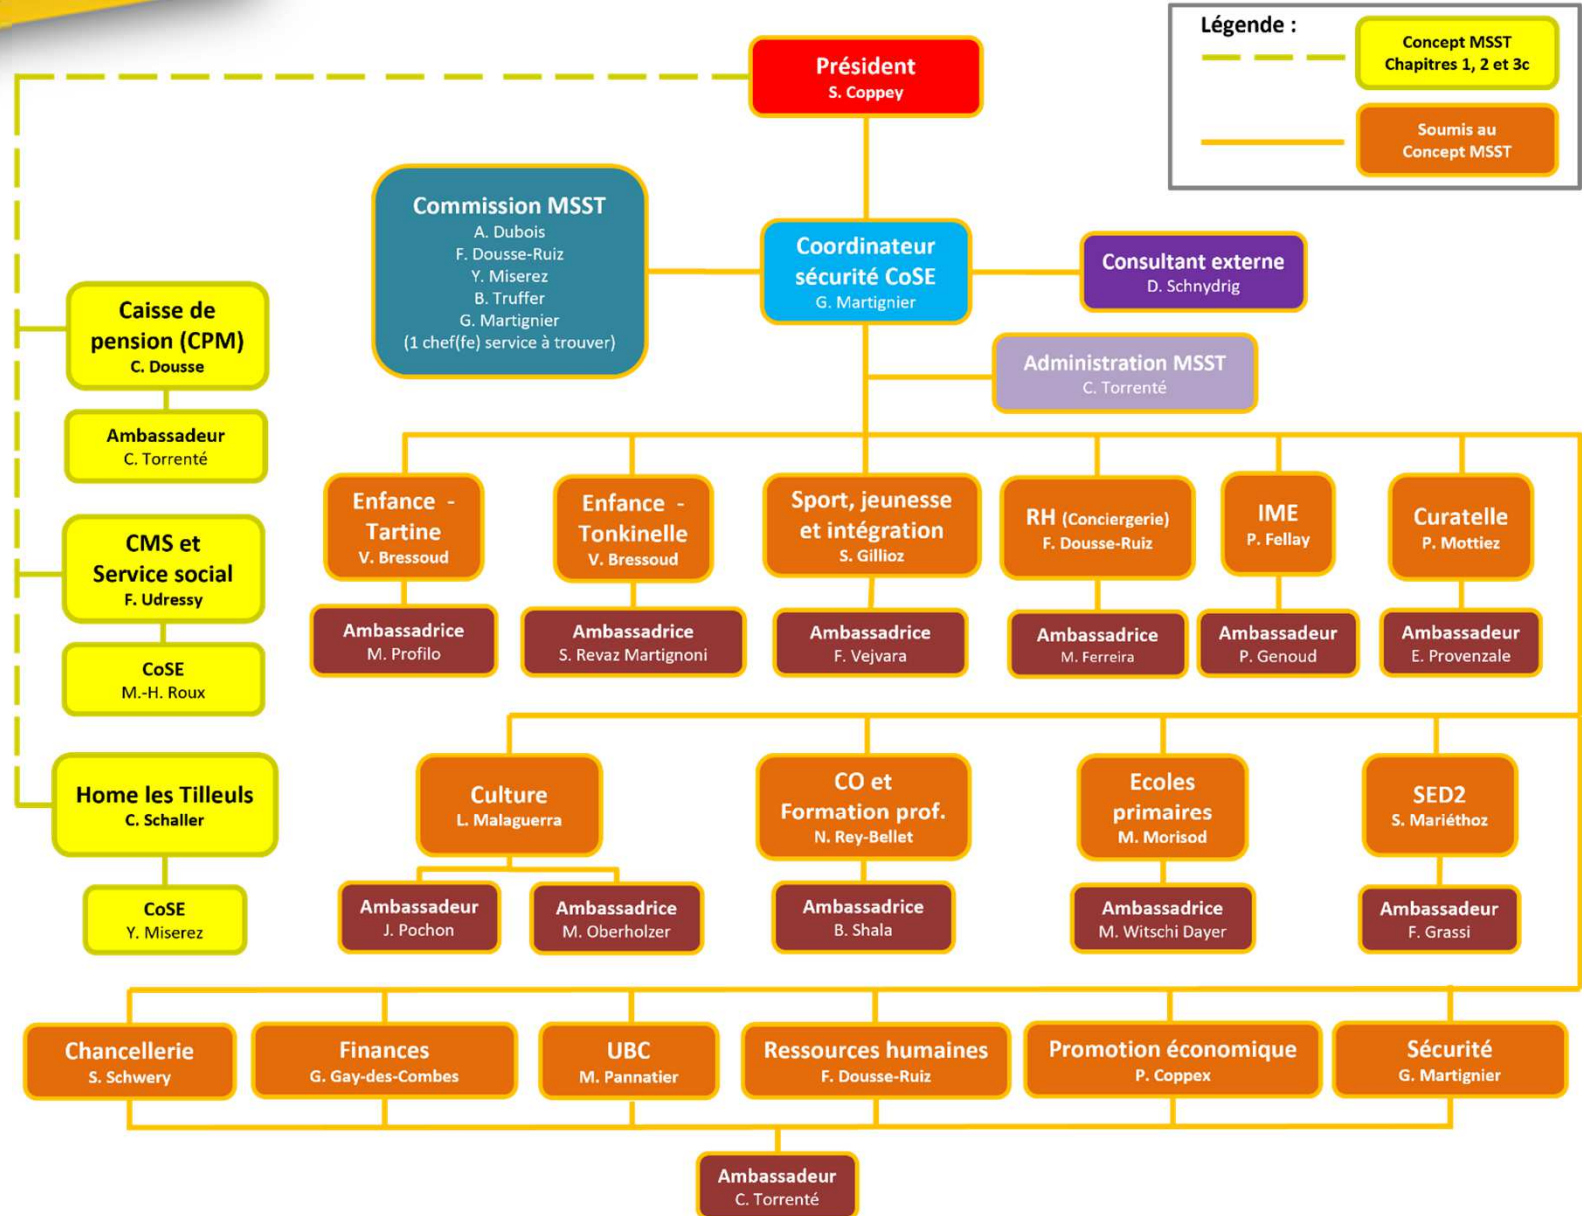 Légende :
Concept MSST
Chapitres 1, 2 et 3c
Soumis au
Concept MSST
Président
S. Coppey
Commission MSST
A. Dubois
F. Dousse-Ruiz
Y. Miserez
B. Truffer
G. Martignier
(1 chef(fe) service à trouver)
Coordinateur
sécurité CoSE
G. Martignier
Consultant externe
D. Schnydrig
Administration MSST
C. Torrenté
Caisse de
pension (CPM)
C. Dousse
Ambassadeur
C. Torrenté
CMS et
Service social
F. Udressy
CoSE
M.-H. Roux
Home les Tilleuls
C. Schaller
CoSE
Y. Miserez
Enfance -
Tartine
V. Bressoud
Ambassadrice
M. Profilo
Enfance -
Tonkinelle
V. Bressoud
Ambassadrice
S. Revaz Martignoni
Sport, jeunesse
et intégration
S. Gillioz
Ambassadrice
F. Vejvara
RH (Conciergerie)
F. Dousse-Ruiz
Ambassadrice
M. Ferreira
IME
P. Fellay
Ambassadeur
P. Genoud
Curatelle
P. Mottiez
Ambassadeur
E. Provenzale
Culture
L. Malaguerra
Ambassadeur
J. Pochon
Ambassadrice
M. Oberholzer
CO et
Formation prof.
N. Rey-Bellet
Ambassadrice
B. Shala
Ecoles
primaires
M. Morisod
Ambassadrice
M. Witschi Dayer
SED2
S. Mariéthoz
Ambassadeur
F. Grassi
Chancellerie
S. Schwery
Finances
G. Gay-des-Combes
UBC
M. Pannatier
Ressources humaines
F. Dousse-Ruiz
Promotion économique
P. Coppex
Sécurité
G. Martignier
Ambassadeur
C. Torrenté